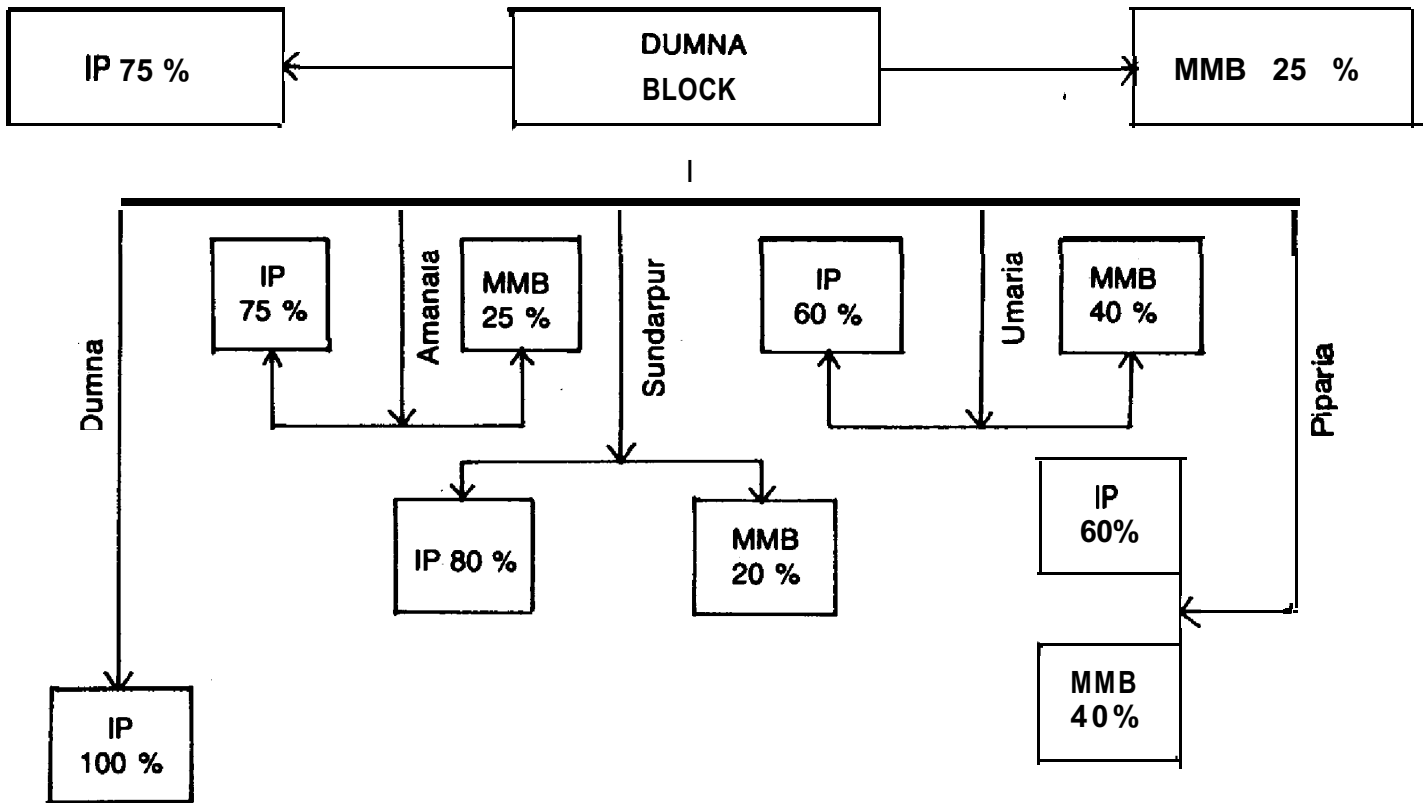 IP 75 %
DUMNA
BLOCK
MMB 25 %
Dumna
IP
75 %
Amanaia
MMB
25 %
Sundarpur
IP
60 %
Umaria
MMB
40 %
Piparia
IP 80 %
MMB
20 %
IP
60%
MMB
40%
IP
100 %